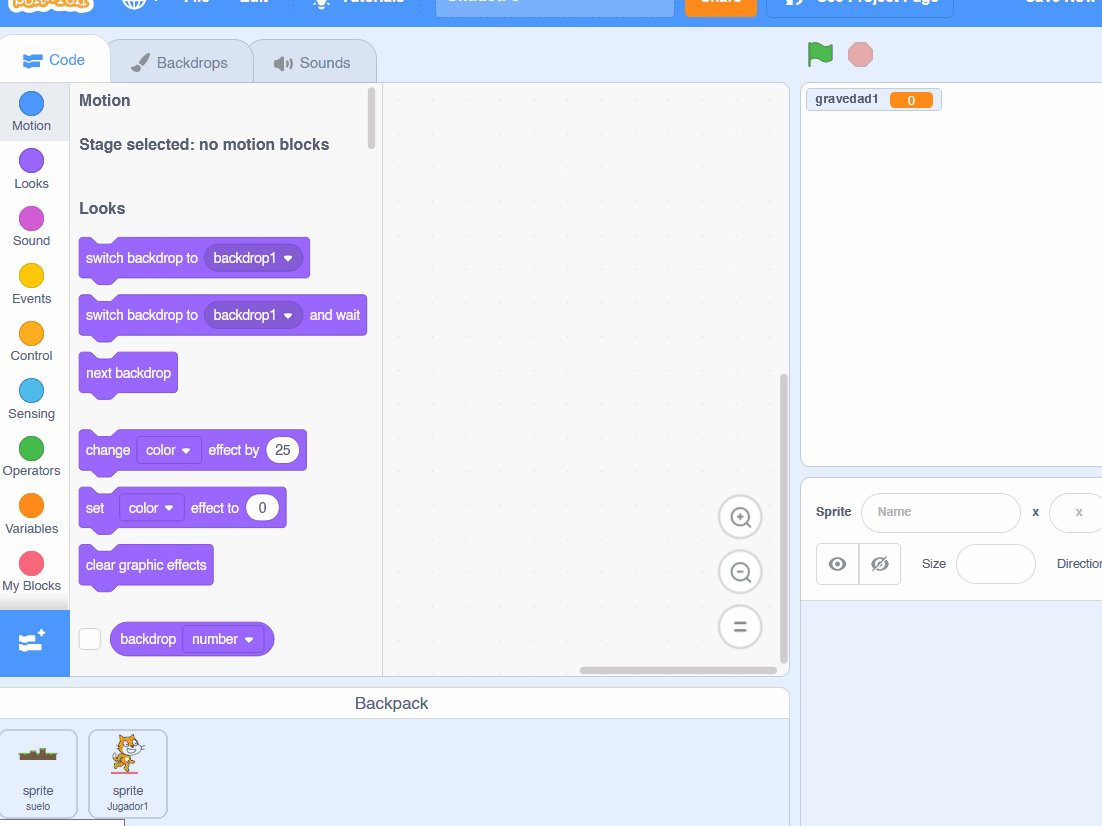 Code
Backdrops
Sounds
Motion
Looks
Sound
Events
Control
Sensing
Operators
Variables
My Blocks
Motion
Stage selected: no motion blocks
Looks
switch backdrop to backdrop1
switch backdrop to backdrop1 and wait
next backdrop
change color effect by 25
set color effect to 0
clear graphic effects
backdrop number
gravedad1 0
Sprite Name x x
Size
Backpack
sprite
suelo
sprite
Jugador1